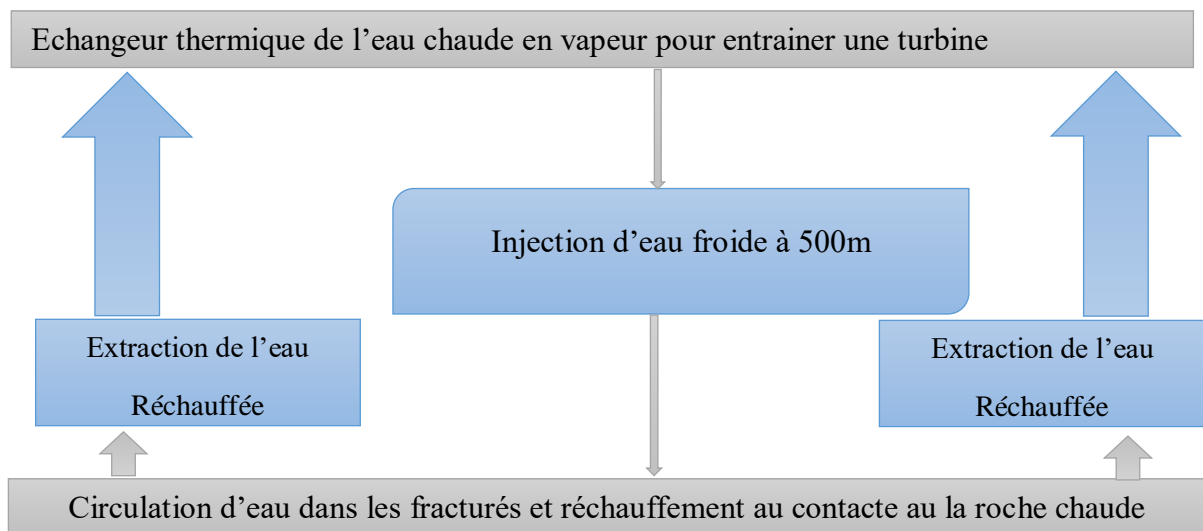 Echangeur thermique de l’eau chaude en vapeur pour entrainer une turbine
Injection d’eau froide à 500m
Extraction de l’eau
Réchauffée
Extraction de l’eau
Réchauffée
Circulation d’eau dans les fracturés et réchauffement au contacte au la roche chaude